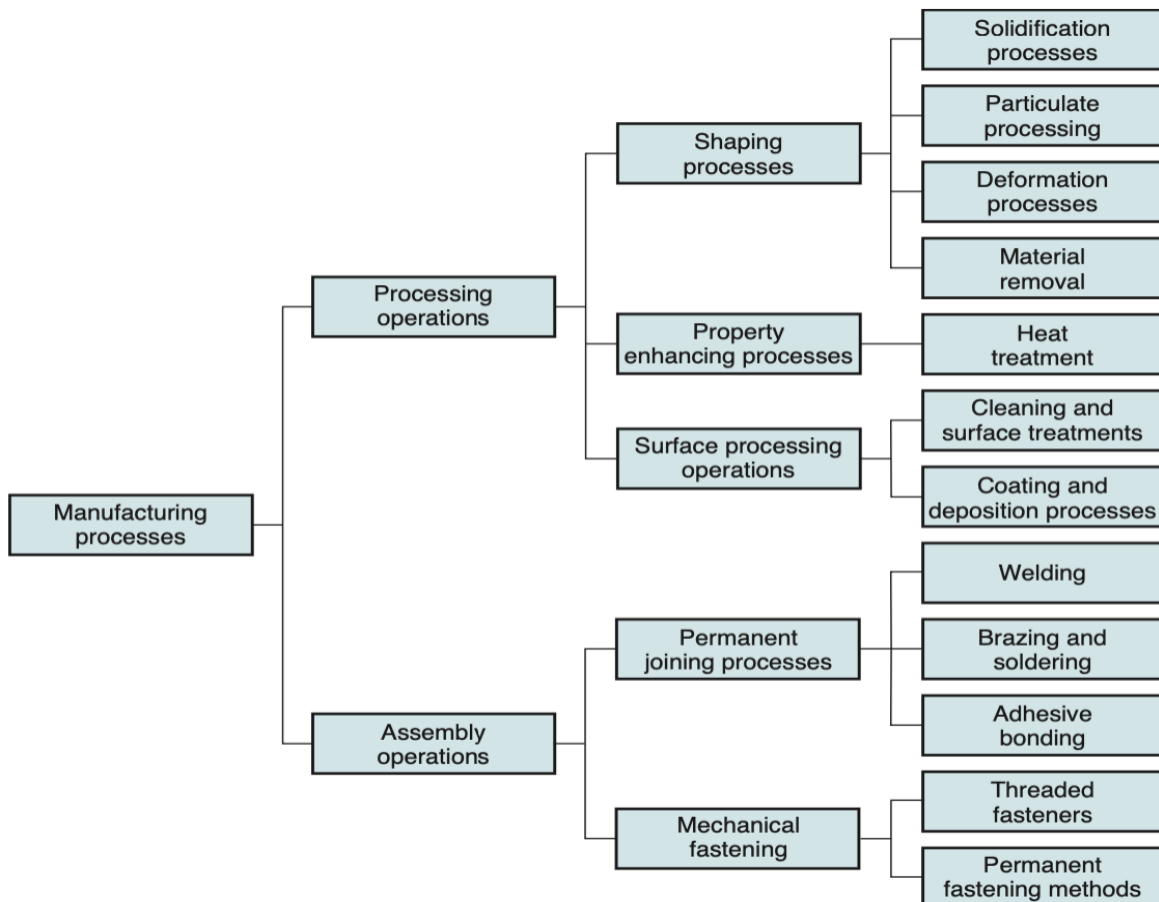 Solidification
processes
Particulate
processing
Shaping
processes
Deformation
processes
Material
removal
Processing
operations
Property
enhancing processes
Heat
treatment
Cleaning and
surface treatments
Surface processing
operations
Coating and
deposition processes
Manufacturing
processes
Welding
Permanent
joining processes
Brazing and
soldering
Adhesive
bonding
Assembly
operations
Threaded
fasteners
Mechanical
fastening
Permanent
fastening methods